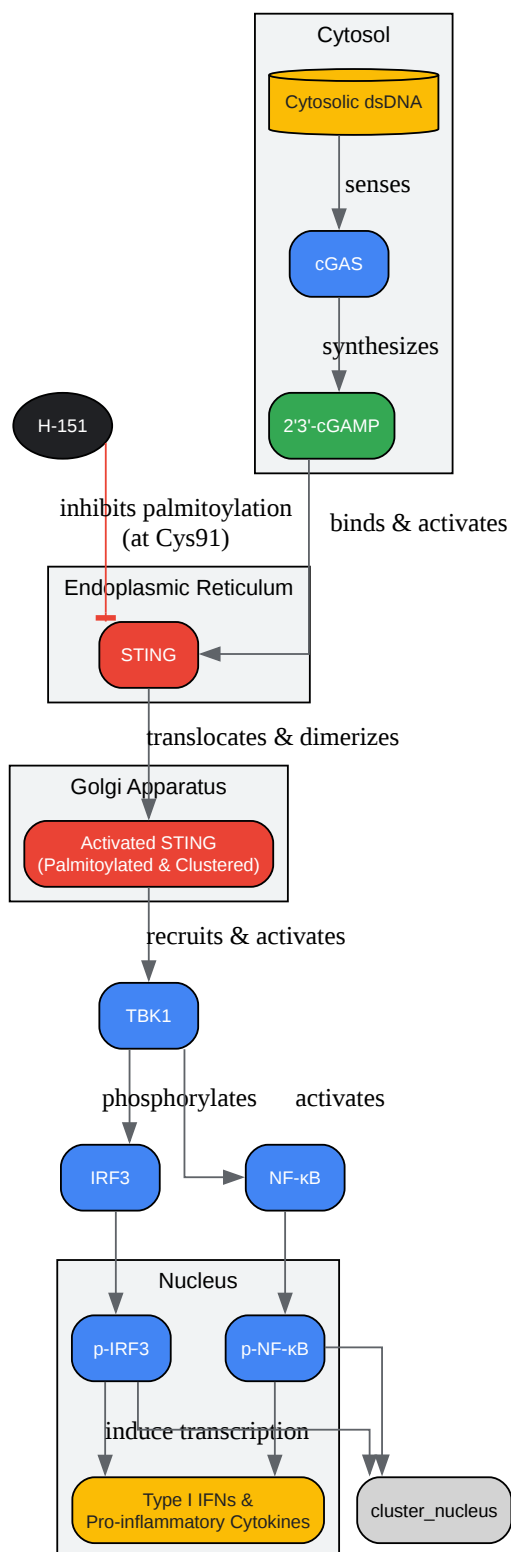 Cytosol
Cytosolic dsDNA
senses
cGAS
synthesizes
2'3'-cGAMP
H-151
inhibits palmitoylation
(at Cys91)
binds & activates
Endoplasmic Reticulum
STING
translocates & dimerizes
Golgi Apparatus
Activated STING
(Palmitoylated & Clustered)
recruits & activates
TBK1
phosphorylates
activates
IRF3
NF-κB
Nucleus
p-IRF3
p-NF-κB
induce transcription
Type I IFNs &
Pro-inflammatory Cytokines
cluster_nucleus